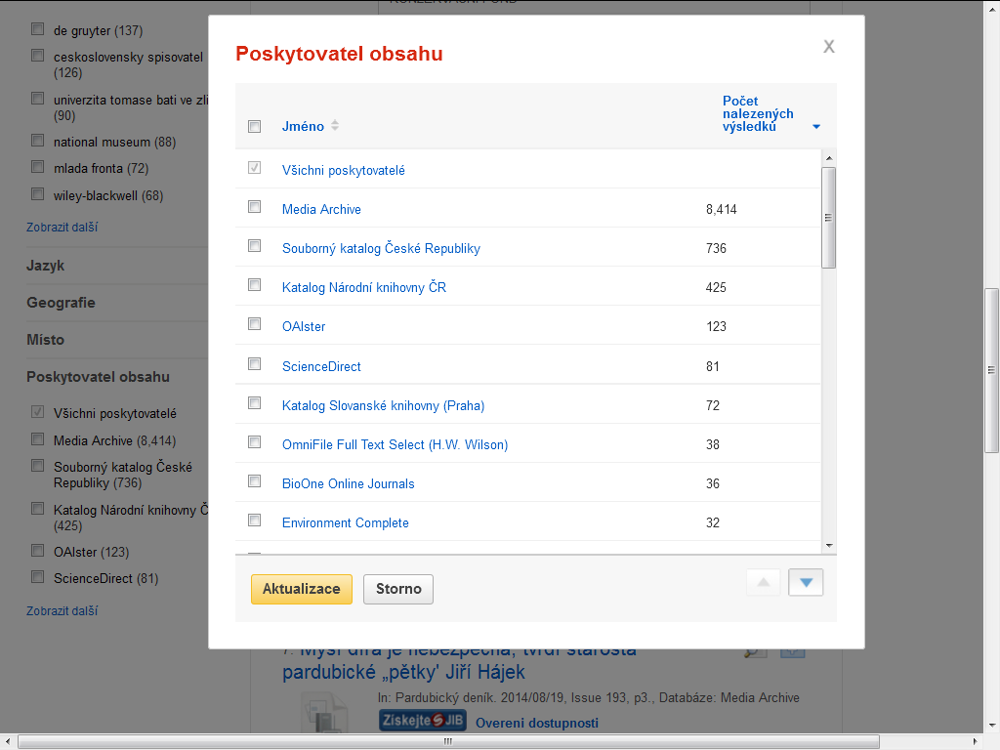 de gruyter (137)
ceskoslovensky spisovatel
(126)
univerzita tomase bati ve zli
(90)
national museum (88)
mlada fronta (72)
wiley-blackwell (68)
Zobrazit další
Jazyk
Geografie
Místo
Poskytovatel obsahu
Všichni poskytovatelé
Media Archive (8,414)
Souborný katalog České
Republiky (736)
Katalog Národní knihovny Č
(425)
OAIster (123)
ScienceDirect (81)
Zobrazit další
Poskytovatel obsahu
X
Jméno
Počet
nalezených
výsledků
Všichni poskytovatelé
Media Archive 8,414
Souborný katalog České Republiky 736
Katalog Národní knihovny ČR 425
OAIster 123
ScienceDirect 81
Katalog Slovanské knihovny (Praha) 72
OmniFile Full Text Select (H.W. Wilson) 38
BioOne Online Journals 36
Environment Complete 32
Aktualizace
Storno
7. Myší díra je nebezpečná, tvrdí starosta
pardubické „pětky' Jiří Hájek
In: Pardubický deník. 2014/08/19, Issue 193, p3., Databáze: Media Archive
Získejte SJIB
Overeni dostupnosti